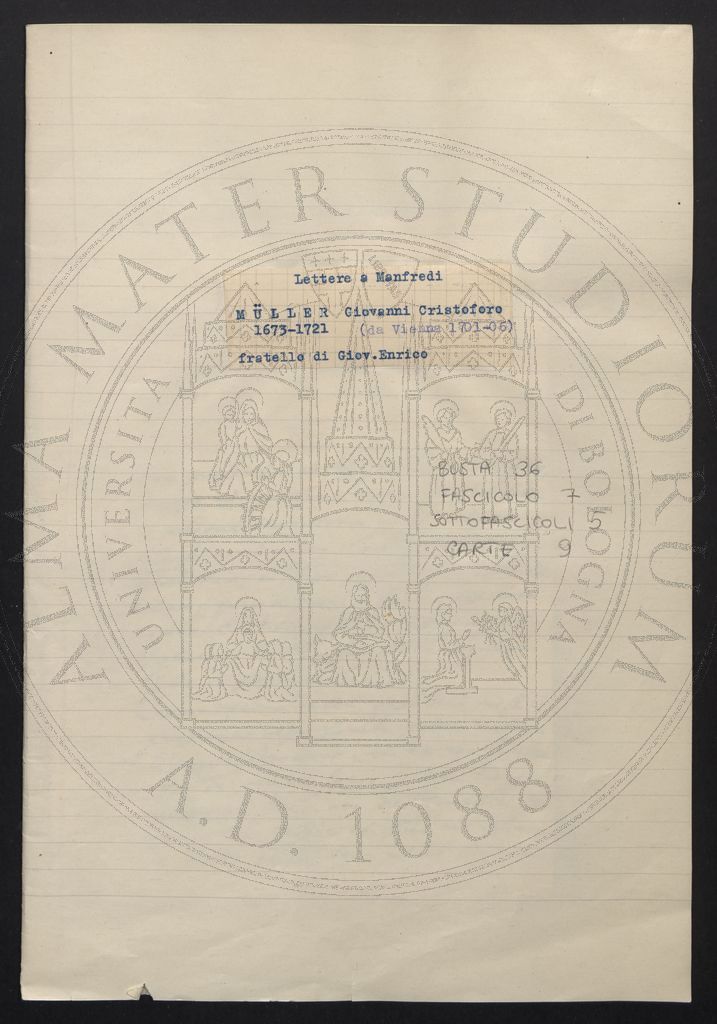 ALMA MATER STUDIORUM
UNIVERSITA DI BOLOGNA
Lettere a Manfredi
MÜLLER Giovanni Cristoforo
1673-1721 (da Vienna 1701-06)
fratello di Giov.Enrico
BUSTA 36
FASCICOLO 7
SOTTOFASCICOLI 5
CARTE 9
A.D. 1088